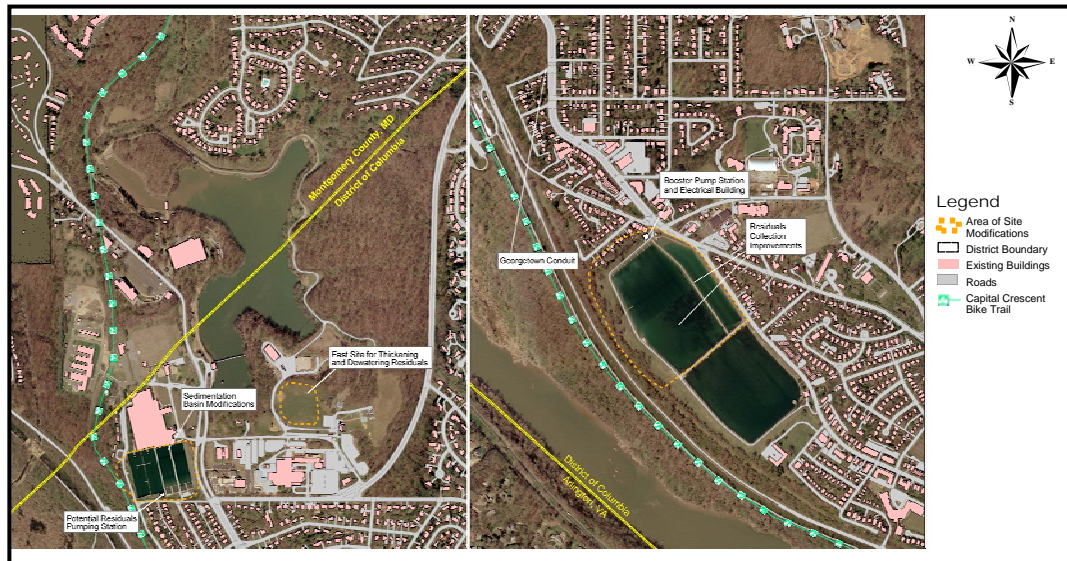 Montgomery County, MD
District of Columbia
East Site for Thickening
and Dewatering Residuals
Sedimentation
Basin Modifications
Potential Residuals
Pumping Station
Booster Pump Station
and Electrical Building
Residuals
Collection
Improvements
Georgetown Conduit
District of Columbia
Arlington, VA
N
W
E
S
Legend
Area of Site
Modifications
District Boundary
Existing Buildings
Roads
Capital Crescent
Bike Trail